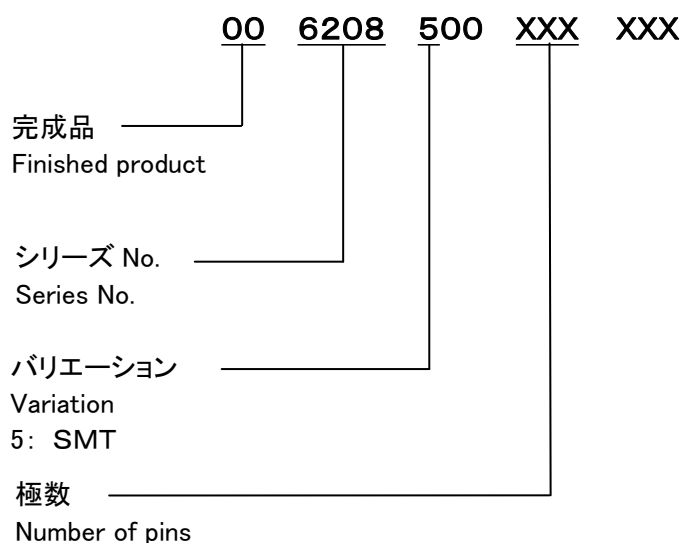 00 6208 500 XXX XXX
完成品
Finished product
シリーズ No.
Series No.
バリエーション
Variation
5: SMT
極数
Number of pins